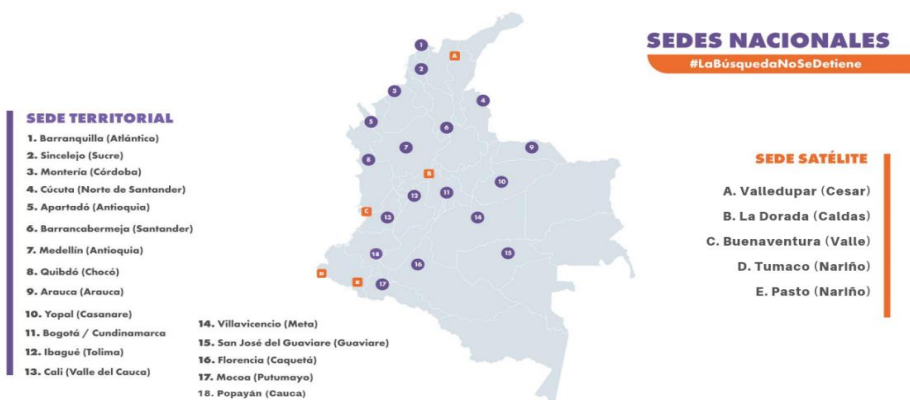 SEDES NACIONALES
#LaBúsquedaNoSeDetiene
SEDE TERRITORIAL
1. Barranquilla (Atlántico)
2. Sincelejo (Sucre)
3. Montería (Córdoba)
4. Cúcuta (Norte de Santander)
5. Apartadó (Antioquia)
6. Barrancabermeja (Santander)
7. Medellín (Antioquia)
8. Quibdó (Chocó)
9. Arauca (Arauca)
10. Yopal (Casanare)
11. Bogotá / Cundinamarca
12. Ibagué (Tolima)
13. Cali (Valle del Cauca)
14. Villavicencio (Meta)
15. San José del Guaviare (Guaviare)
16. Florencia (Caquetá)
17. Mocoa (Putumayo)
18. Popayán (Cauca)
1
A
2
3
4
5
6
7
9
8
B
10
12
11
C
13
14
18
15
16
17
SEDE SATÉLITE
A. Valledupar (Cesar)
B. La Dorada (Caldas)
C. Buenaventura (Valle)
D. Tumaco (Nariño)
E. Pasto (Nariño)